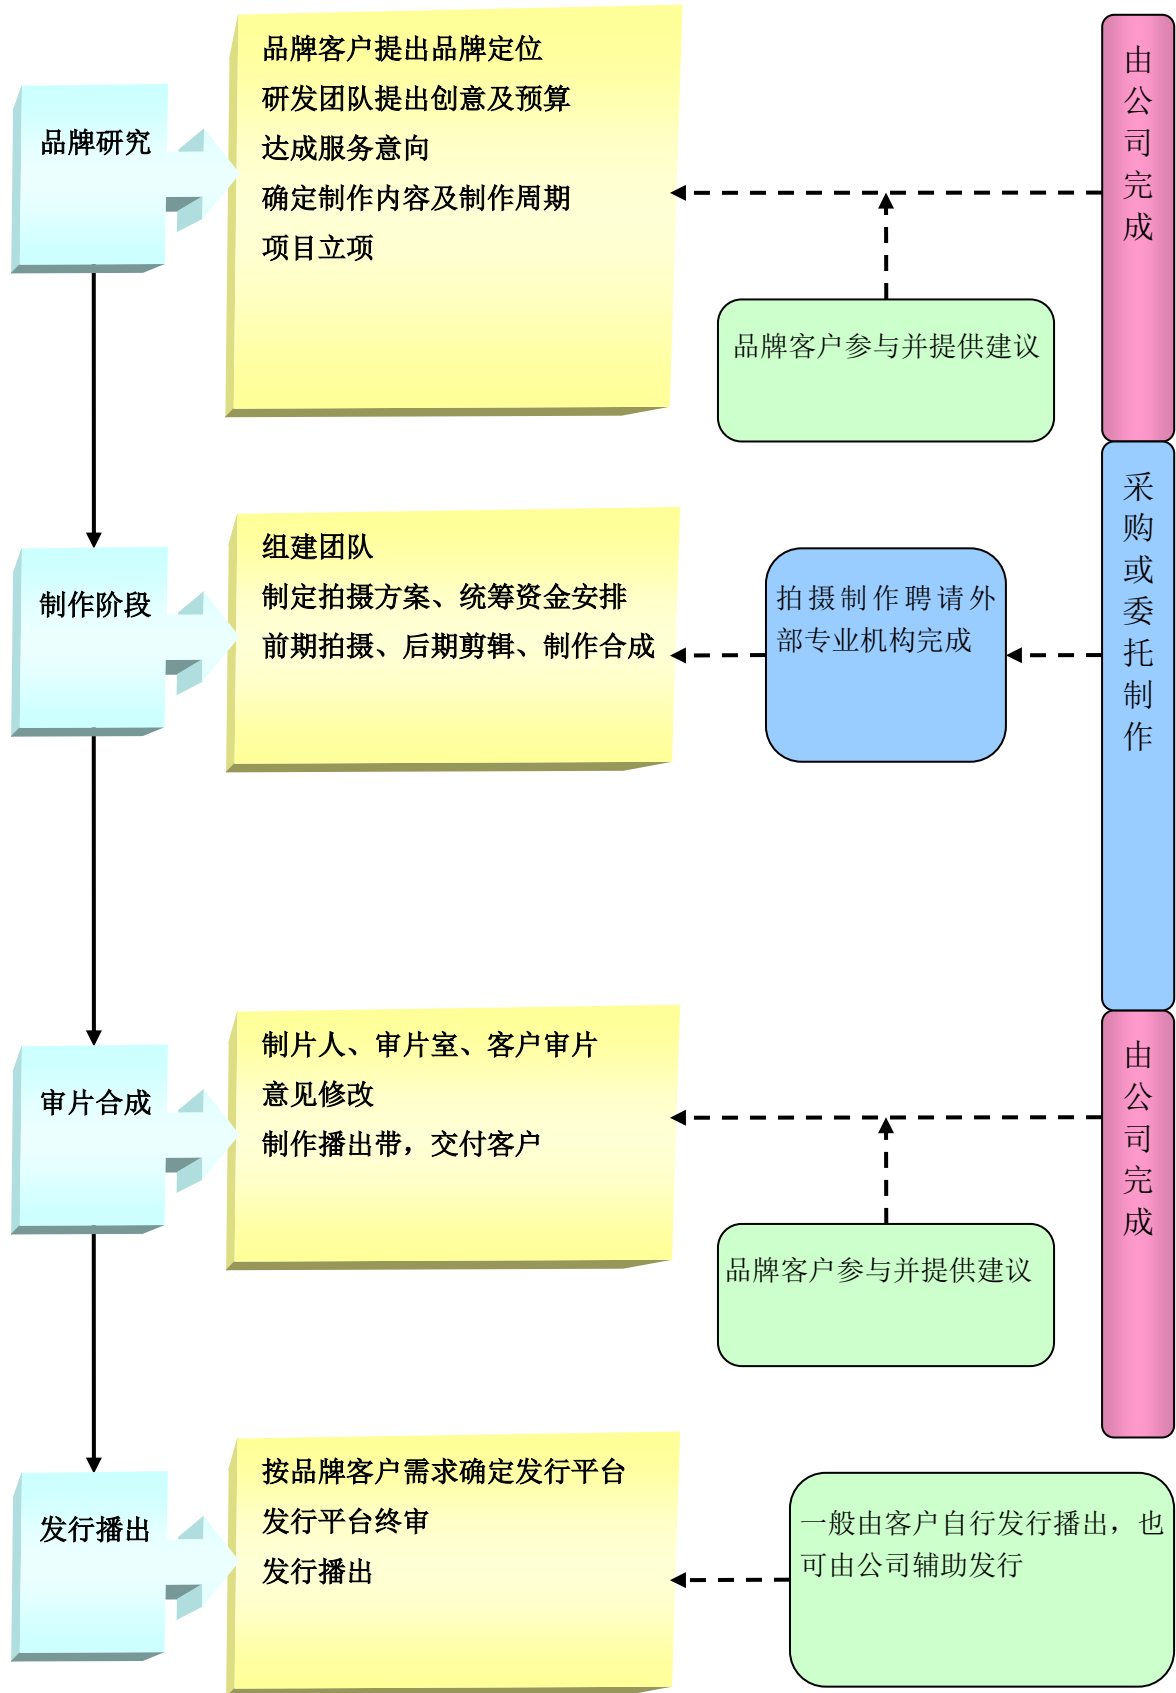 品牌研究
品牌客户提出品牌定位
研发团队提出创意及预算
达成服务意向
确定制作内容及制作周期
项目立项
品牌客户参与并提供建议
由公司完成
制作阶段
组建团队
制定拍摄方案、统筹资金安排
前期拍摄、后期剪辑、制作合成
拍摄制作聘请外
部专业机构完成
采购或委托制作
审片合成
制片人、审片室、客户审片
意见修改
制作播出带，交付客户
品牌客户参与并提供建议
由公司完成
发行播出
按品牌客户需求确定发行平台
发行平台终审
发行播出
一般由客户自行发行播出，也
可由公司辅助发行